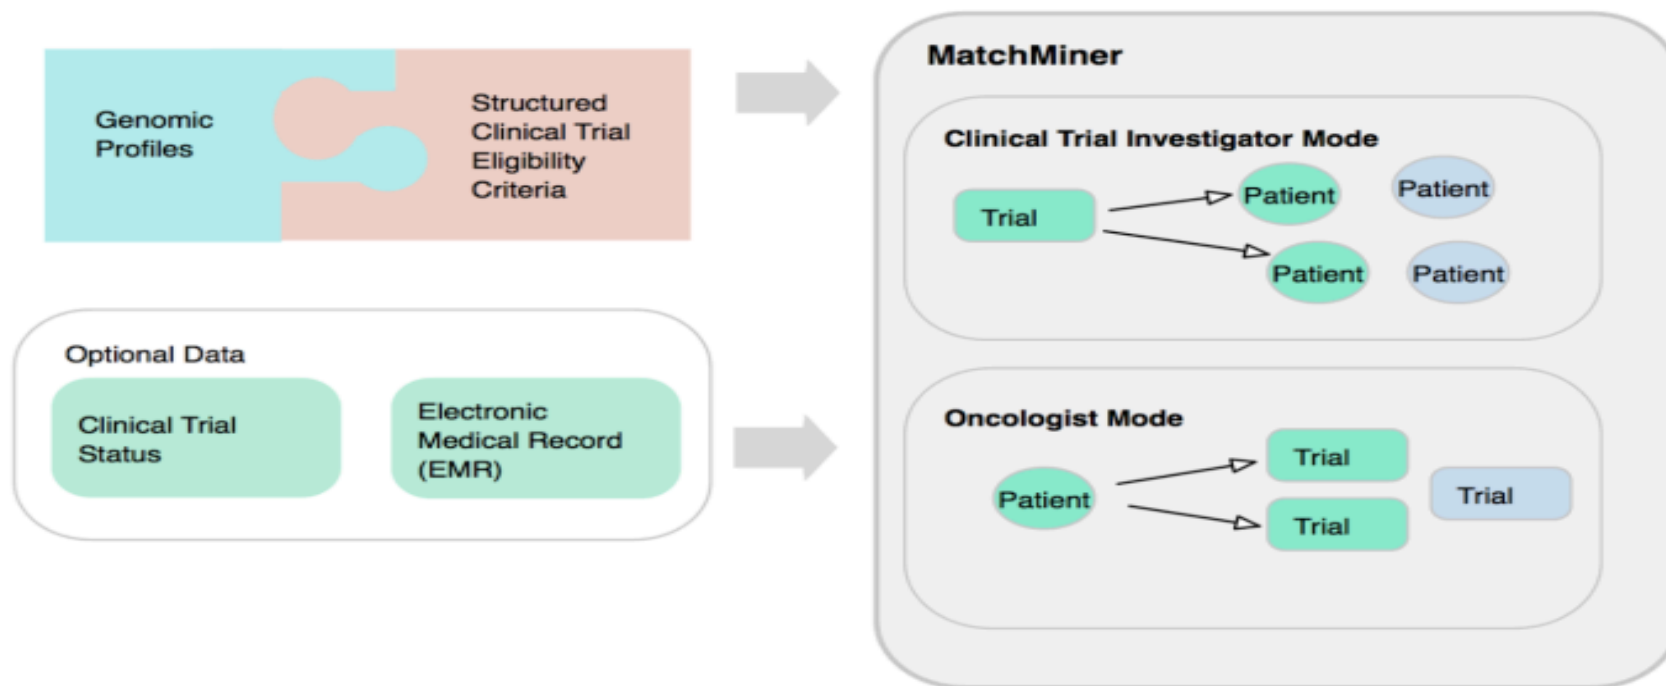 Genomic
Profiles
Structured
Clinical Trial
Eligibility
Criteria
Optional Data
Clinical Trial
Status
Electronic
Medical Record
(EMR)
MatchMiner
Clinical Trial Investigator Mode
Trial
Patient
Patient
Patient
Patient
Oncologist Mode
Patient
Trial
Trial
Trial